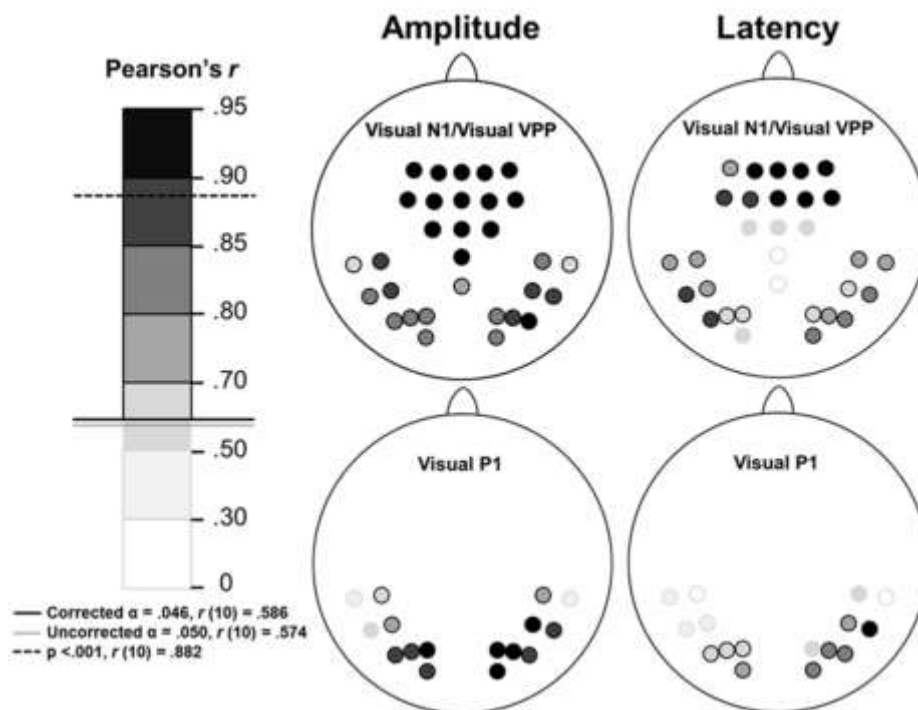 Amplitude
Latency
Pearson's r
.95
.90
.85
.80
.70
.50
.30
0
Corrected α = .046, r (10) = .586
Uncorrected α = .050, r (10) = .574
p <.001, r (10) = .882
Visual N1/Visual VPP
Visual N1/Visual VPP
Visual P1
Visual P1